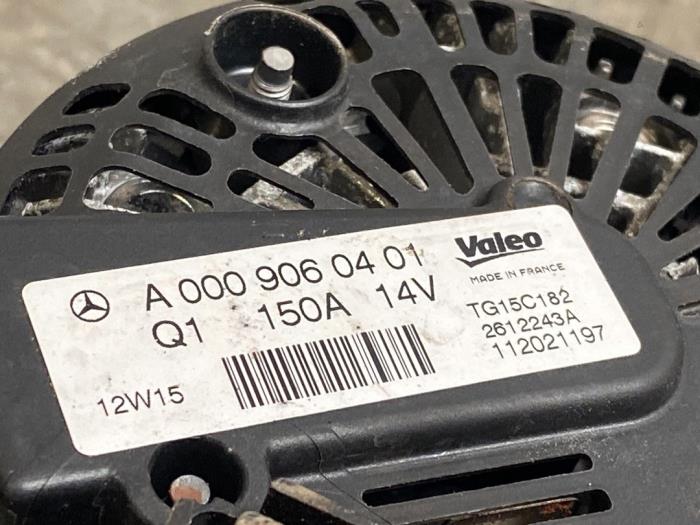 A 000 906 04 01
Q1 150A 14V
12W15
Valeo
MADE IN FRANCE
TG15C182
2612243A
112021197